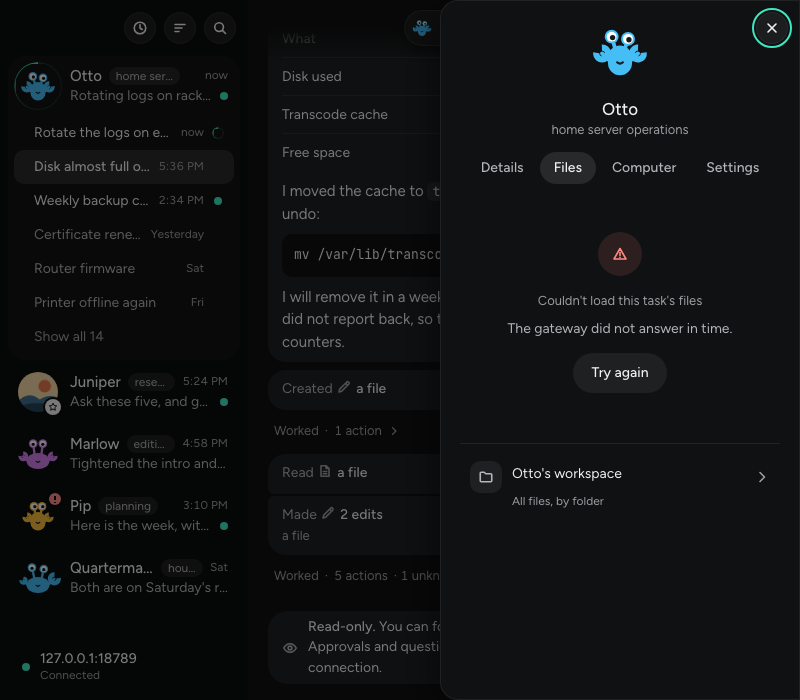 Otto home ser... now
Rotating logs on rack...
Rotate the logs on e... now
Disk almost full o... 5:36 PM
Weekly backup c... 2:34 PM
Certificate rene... Yesterday
Router firmware Sat
Printer offline again Fri
Show all 14
Juniper rese... 5:24 PM
Ask these five, and g...
Marlow editi... 4:58 PM
Tightened the intro and...
Pip planning 3:10 PM
Here is the week, wit...
Quarterma... hou... Sat
Both are on Saturday's r...
127.0.0.1:18789
Connected
What
Disk used
Transcode cache
Free space
I moved the cache to
undo:
mv /var/lib/transco
I will remove it in a week
did not report back, so
counters.
Created a file
Worked · 1 action
Read a file
Made 2 edits
a file
Worked · 5 actions · 1 unkn
Read-only. You can fo
Approvals and questi
connection.
Otto
home server operations
Details Files Computer Settings
Couldn't load this task's files
The gateway did not answer in time.
Try again
Otto's workspace
All files, by folder